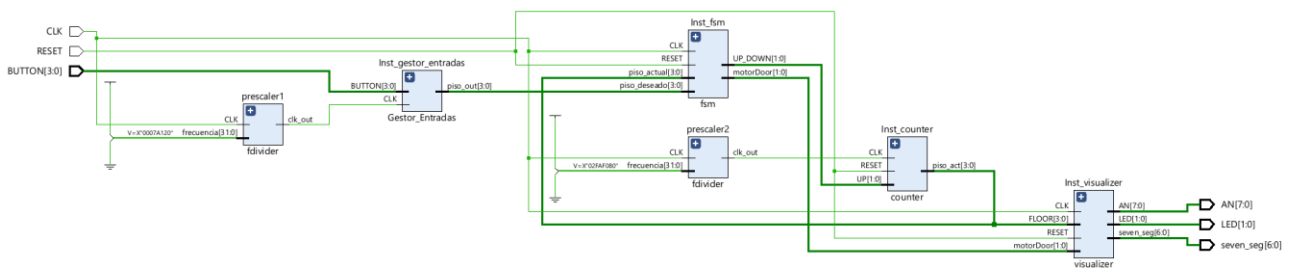 CLK
RESET
BUTTON[3:0]
prescaler1
CLK
clk_out
V=X"0007A120"
frecuencia[31:0]
fdivider
Inst_gestor_entradas
BUTTON[3:0]
piso_out[3:0]
CLK
Gestor_Entradas
Inst_fsm
CLK
RESET
UP_DOWN[1:0]
piso_actual[3:0]
motorDoor[1:0]
piso_deseado[3:0]
fsm
prescaler2
CLK
clk_out
V=X"02FAF080"
frecuencia[31:0]
fdivider
Inst_counter
CLK
RESET
piso_act[3:0]
UP[1:0]
counter
Inst_visualizer
CLK
AN[7:0]
FLOOR[3:0]
LED[1:0]
RESET
seven_seg[6:0]
motorDoor[1:0]
visualizer
AN[7:0]
LED[1:0]
seven_seg[6:0]